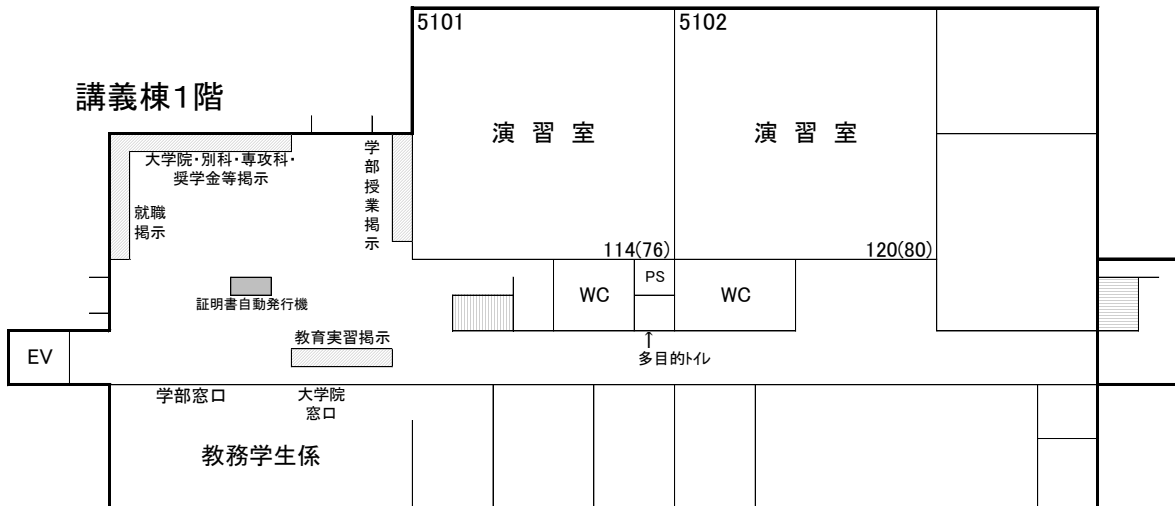 5101
5102
講義棟1階
演習室
演習室
大学院・別科・専攻科・
奨学金等掲示
学部授業掲示
就職
掲示
114(76)
120(80)
証明書自動発行機
WC
PS
WC
教育実習掲示
EV
↑
多目的トイレ
学部窓口
大学院
窓口
教務学生係